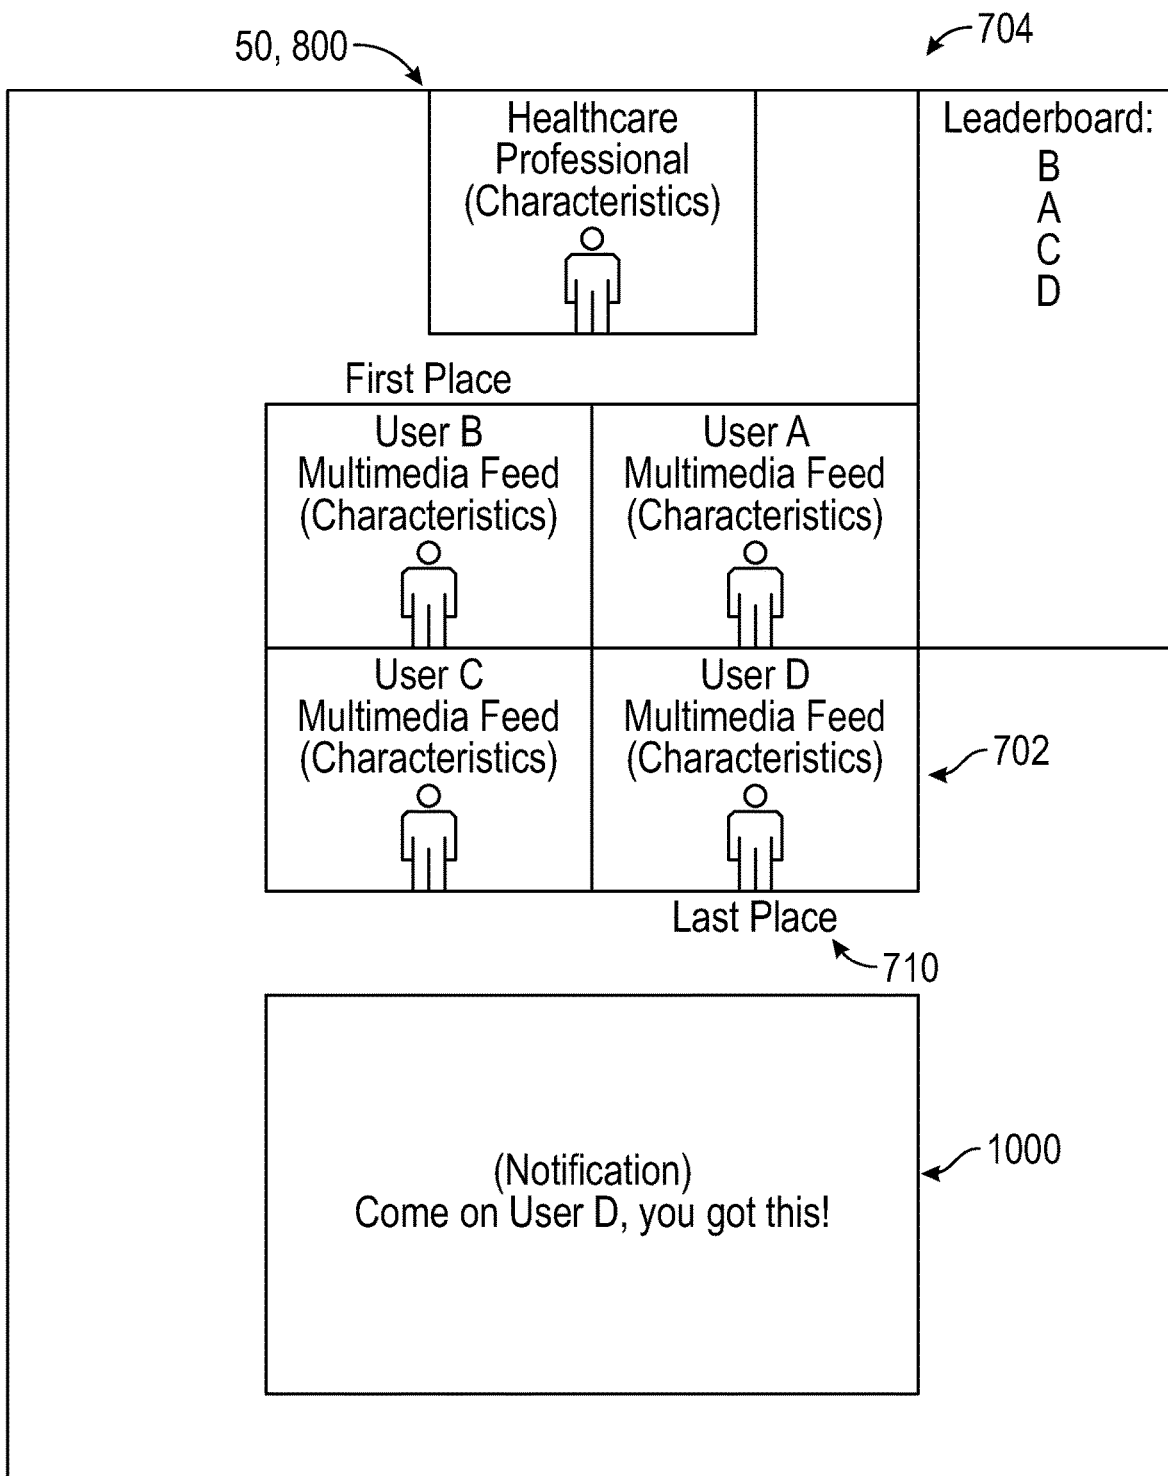 704
50, 800
Healthcare
Professional
(Characteristics)
Leaderboard:
B
A
C
D
First Place
User B
Multimedia Feed
(Characteristics)
User A
Multimedia Feed
(Characteristics)
User C
Multimedia Feed
(Characteristics)
User D
Multimedia Feed
(Characteristics)
702
Last Place
710
(Notification)
Come on User D, you got this!
1000